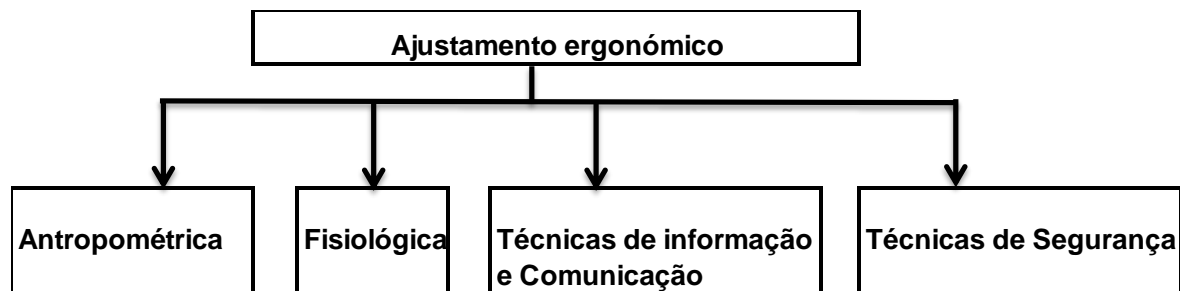 Ajustamento ergonómico
Antropométrica
Fisiológica
Técnicas de informação
e Comunicação
Técnicas de Segurança